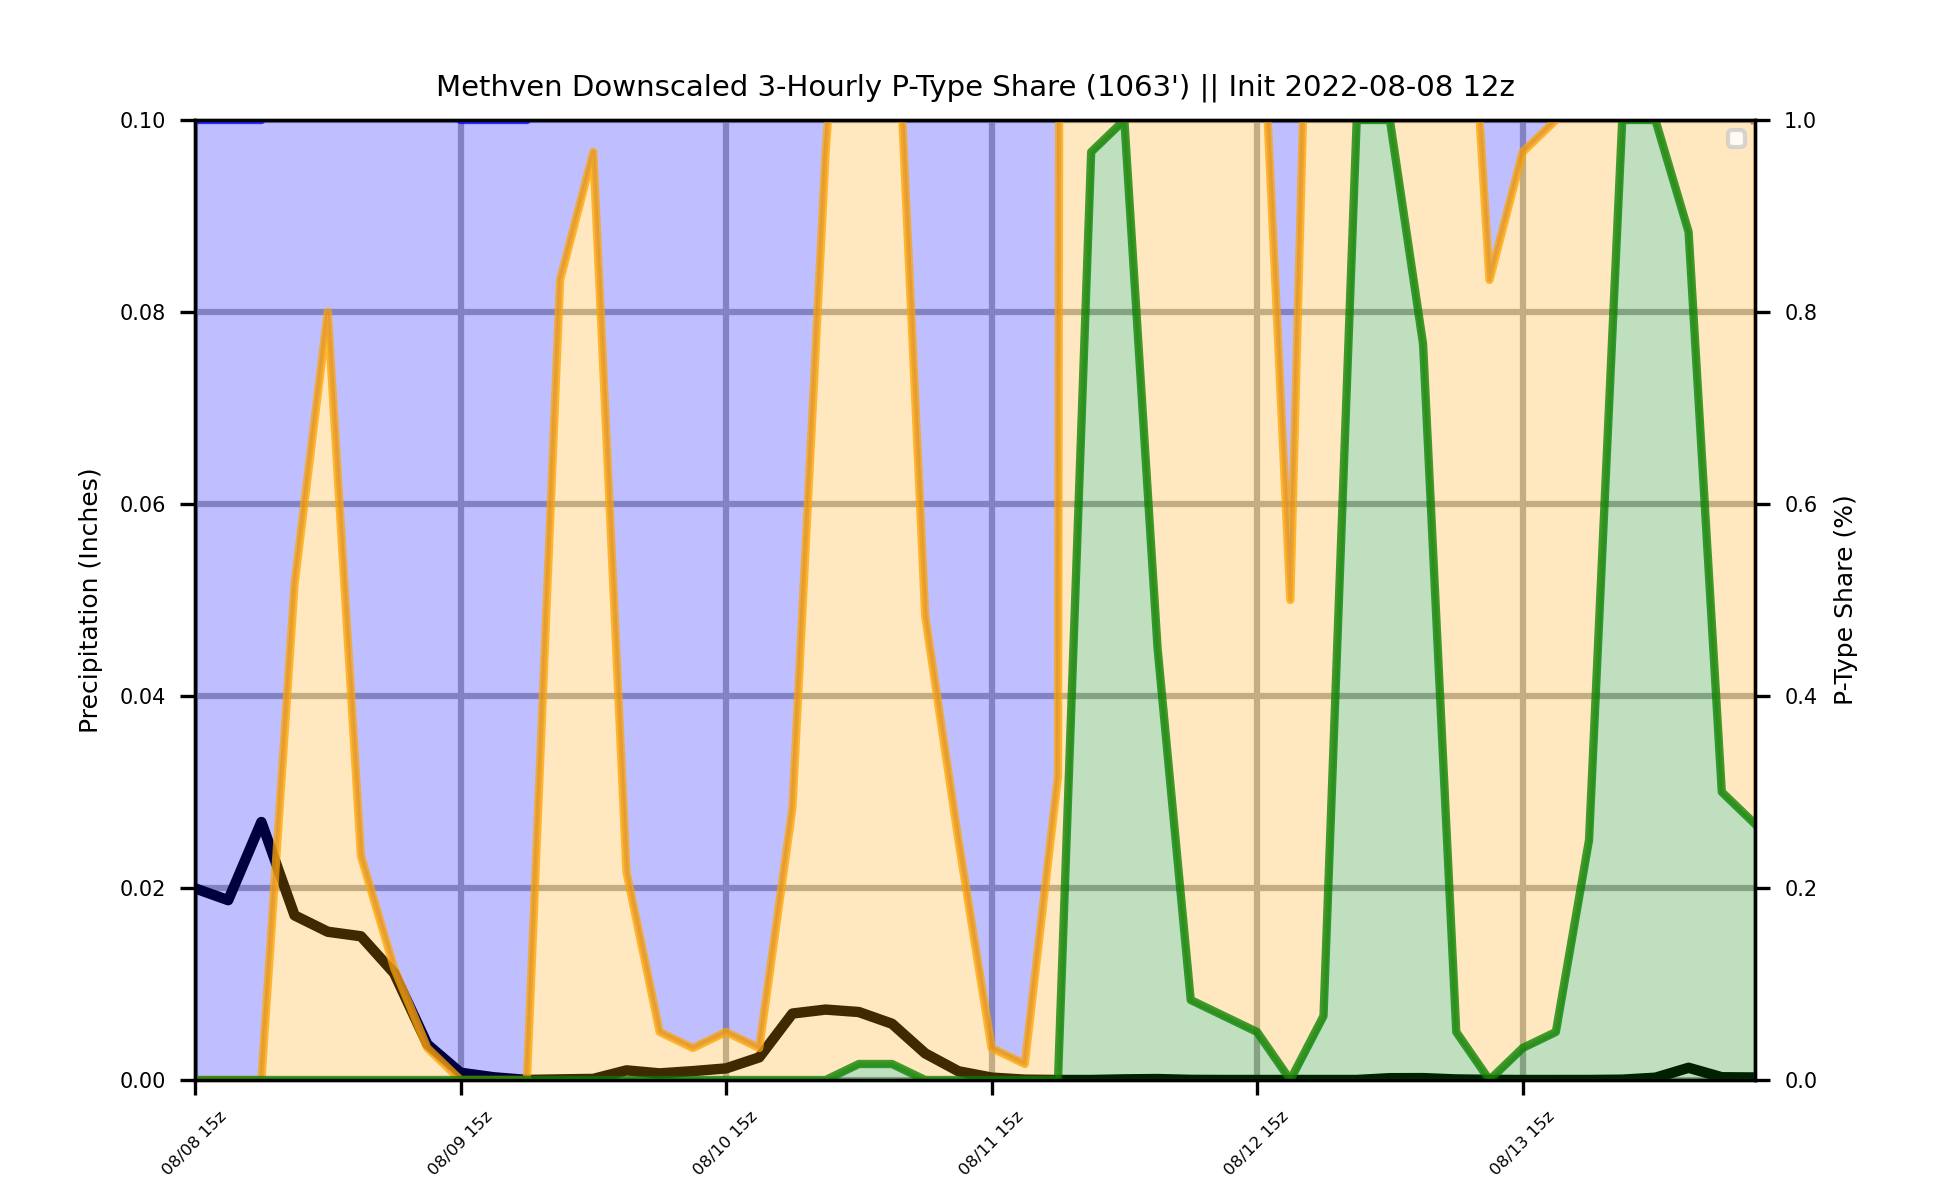 Methven Downscaled 3-Hourly P-Type Share (1063') || Init 2022-08-08 12z
Precipitation (Inches)
0.10
0.08
0.06
0.04
0.02
0.00
1.0
0.8
0.6
0.4
0.2
0.0
P-Type Share (%)
08/08 15z
08/09 15z
08/10 15z
08/11 15z
08/12 15z
08/13 15z